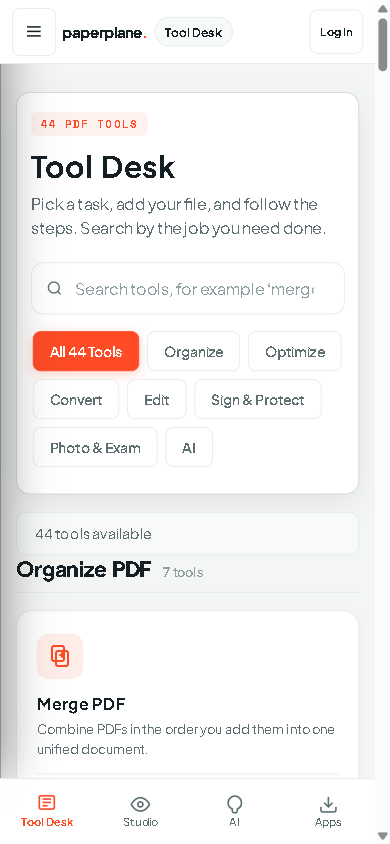 paperplane.
Tool Desk
Log In
44 PDF TOOLS
Tool Desk
Pick a task, add your file, and follow the
steps. Search by the job you need done.
Search tools, for example 'merge
All 44 Tools
Organize
Optimize
Convert
Edit
Sign & Protect
Photo & Exam
AI
44 tools available
Organize PDF 7 tools
Merge PDF
Combine PDFs in the order you add them into one
unified document.
Tool Desk
Studio
AI
Apps